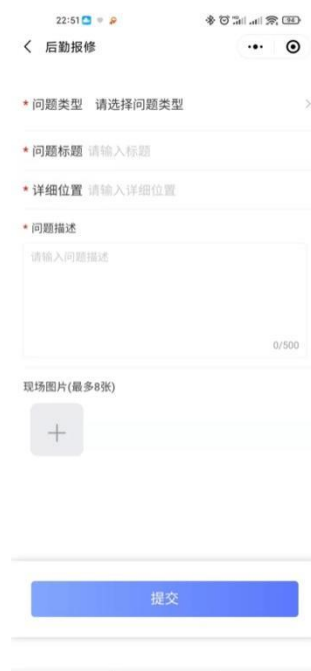 22:51
后勤报修
* 问题类型 请选择问题类型
* 问题标题 请输入标题
* 详细位置 请输入详细位置
* 问题描述
请输入问题描述
0/500
现场图片(最多8张)
提交